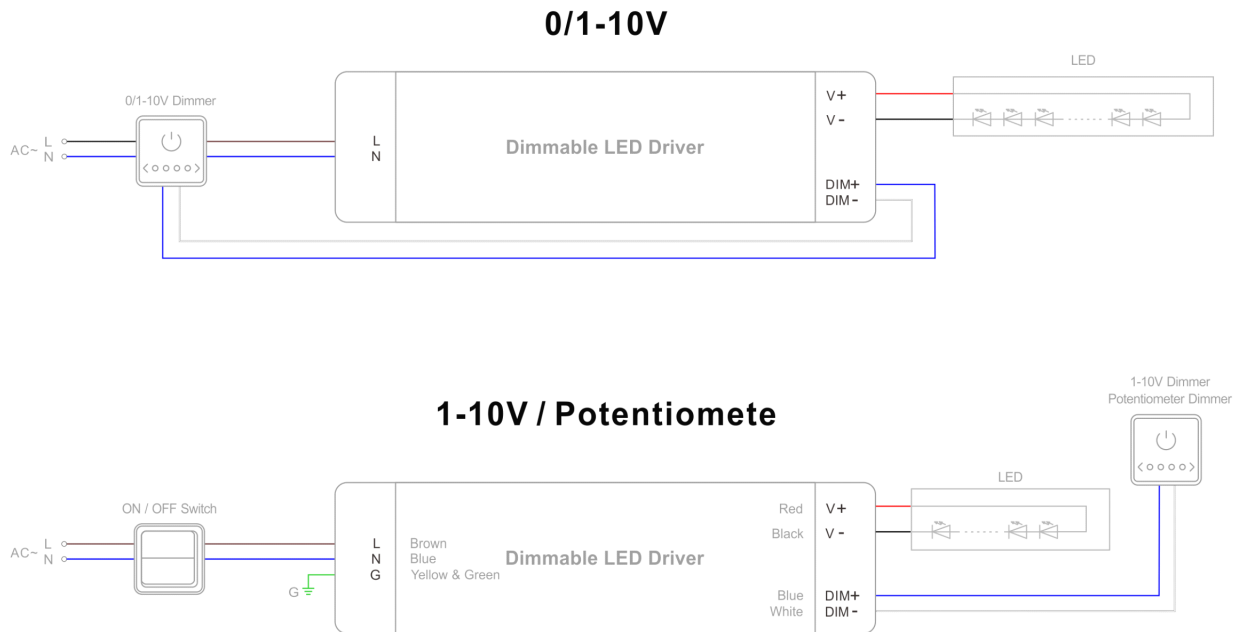 0/1-10V
LED
0/1-10V Dimmer
AC~ L
N
L
N
Dimmable LED Driver
V+
V-
DIM+
DIM-
1-10V / Potentiomete
1-10V Dimmer
Potentiometer Dimmer
ON / OFF Switch
AC~ L
N
G
L Brown
N Blue
G Yellow & Green
Dimmable LED Driver
Red V+
Black V-
Blue DIM+
White DIM-
LED